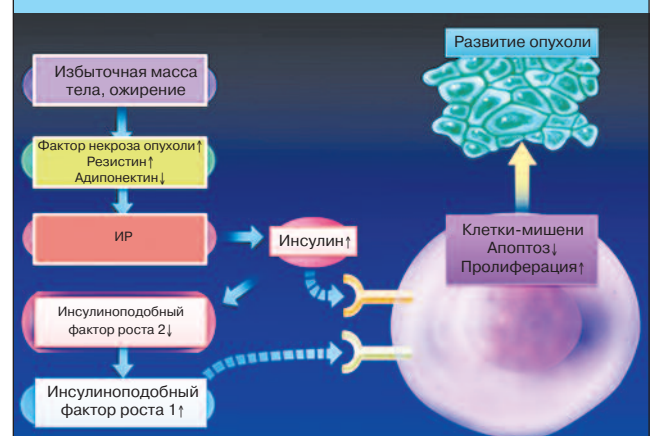 Избыточная масса
тела, ожирение
Фактор некроза опухоли↑
Резистин↑
Адипонектин↓
ИР
Инсулин↑
Инсулиноподобный
фактор роста 2↓
Инсулиноподобный
фактор роста 1↑
Развитие опухоли
Клетки-мишени
Апоптоз↓
Пролиферация↑